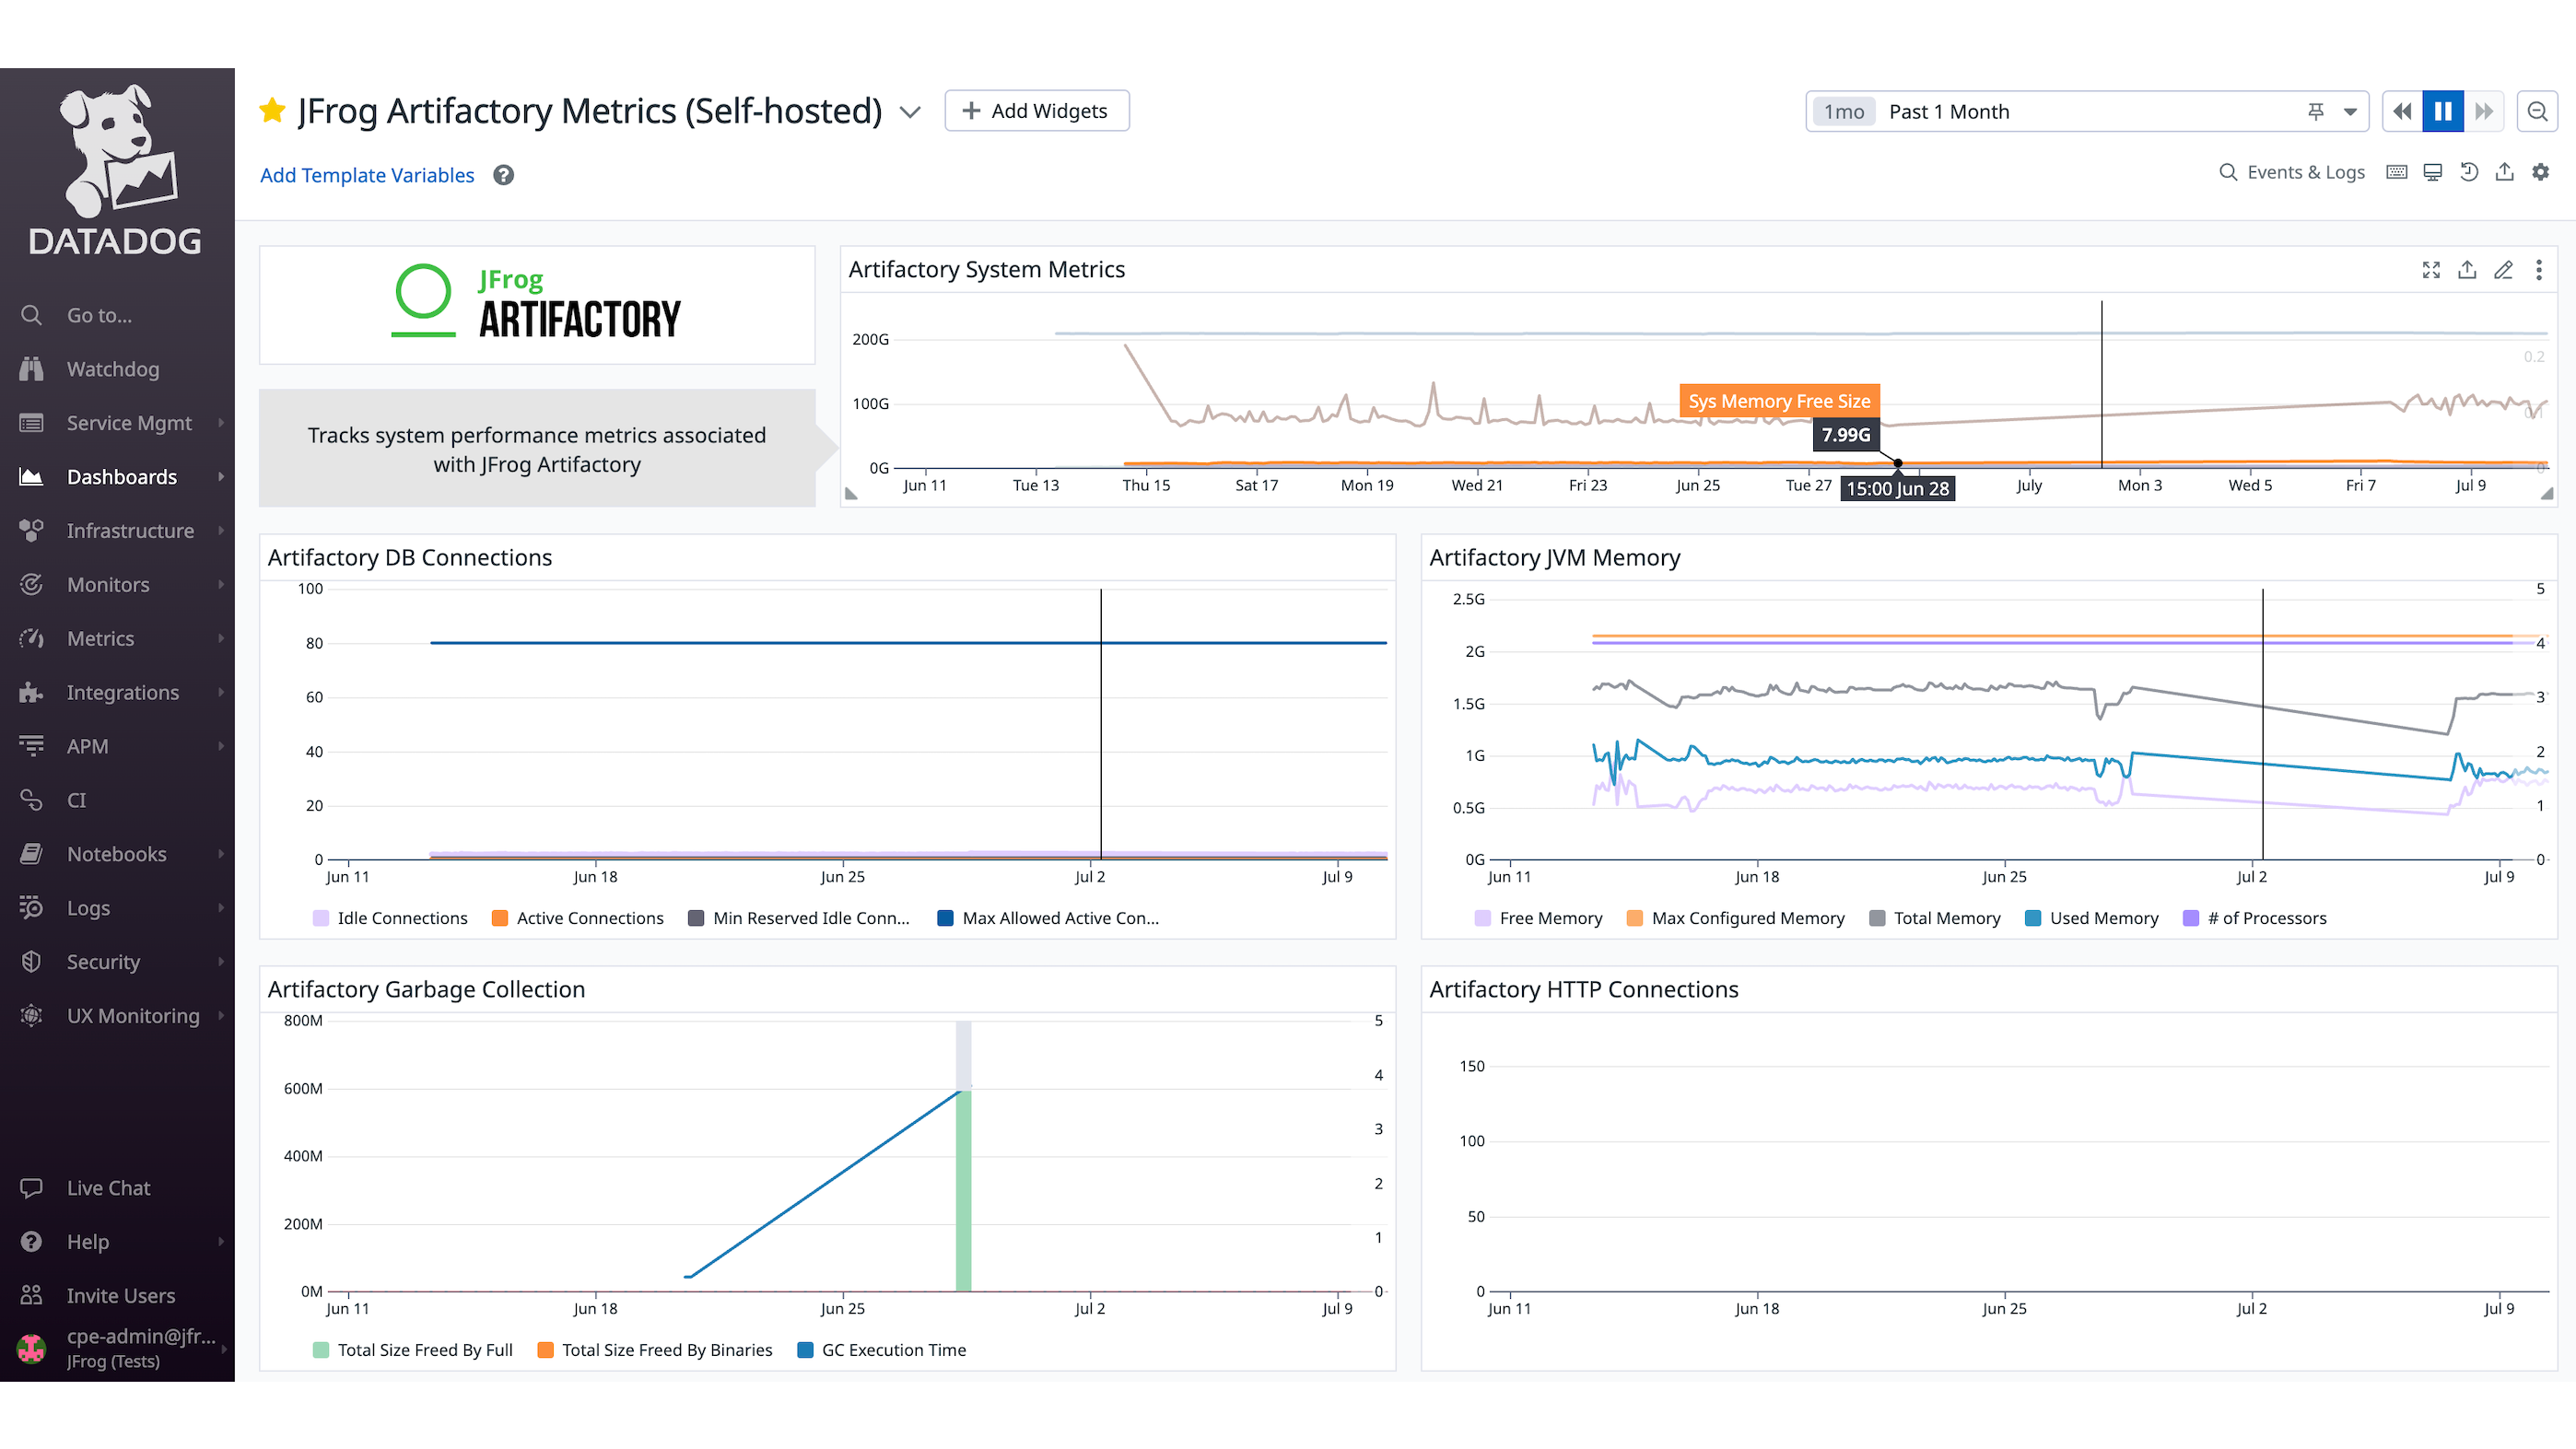 DATADOG
Go to...
Watchdog
Service Mgmt
Dashboards
Infrastructure
Monitors
Metrics
Integrations
APM
CI
Notebooks
Logs
Security
UX Monitoring
Live Chat
Help
Invite Users
cpe-admin@jfr...
JFrog (Tests)
JFrog Artifactory Metrics (Self-hosted)
+ Add Widgets
1mo Past 1 Month
Add Template Variables ?
Events & Logs
JFrog
ARTIFACTORY
Tracks system performance metrics associated
with JFrog Artifactory
Artifactory System Metrics
200G
100G
0G
0.2
0.1
0
Sys Memory Free Size
7.99G
Jun 11 Tue 13 Thu 15 Sat 17 Mon 19 Wed 21 Fri 23 Jun 25 Tue 27 15:00 Jun 28 July Mon 3 Wed 5 Fri 7 Jul 9
Artifactory DB Connections
100
80
60
40
20
0
Jun 11 Jun 18 Jun 25 Jul 2 Jul 9
Idle Connections Active Connections Min Reserved Idle Conn... Max Allowed Active Con...
Artifactory JVM Memory
2.5G
2G
1.5G
1G
0.5G
0G
5
4
3
2
1
0
Jun 11 Jun 18 Jun 25 Jul 2 Jul 9
Free Memory Max Configured Memory Total Memory Used Memory # of Processors
Artifactory Garbage Collection
800M
600M
400M
200M
0M
5
4
3
2
1
0
Jun 11 Jun 18 Jun 25 Jul 2 Jul 9
Total Size Freed By Full Total Size Freed By Binaries GC Execution Time
Artifactory HTTP Connections
150
100
50
0
Jun 11 Jun 18 Jun 25 Jul 2 Jul 9